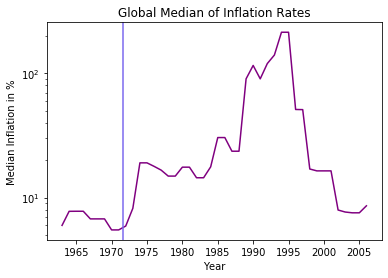 Global Median of Inflation Rates
Median Inflation in %
10²
10¹
1965 1970 1975 1980 1985 1990 1995 2000 2005
Year